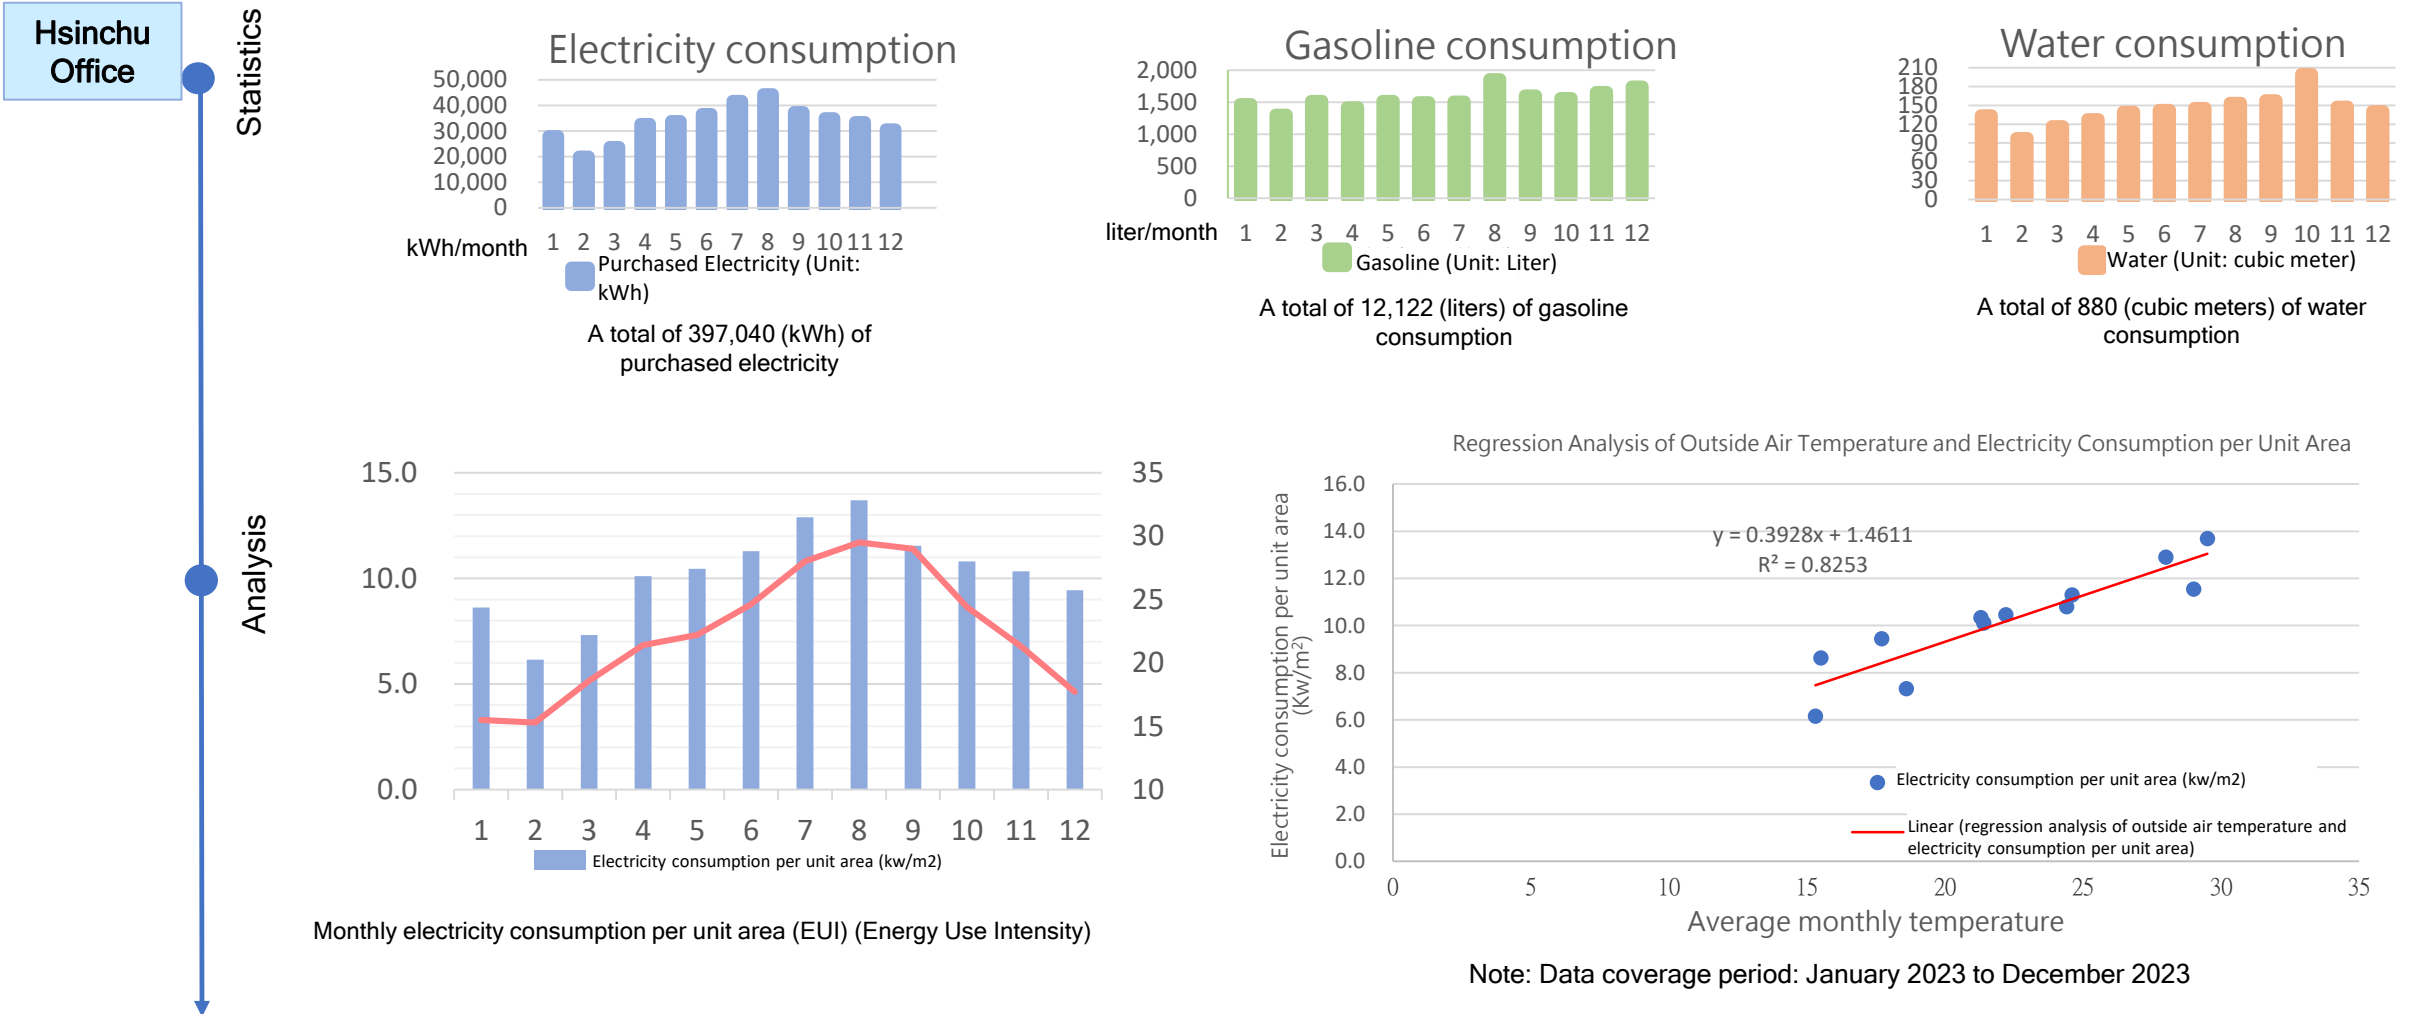 Hsinchu
Office
Statistics
Electricity consumption
50,000
40,000
30,000
20,000
10,000
0
kWh/month
1 2 3 4 5 6 7 8 9 10 11 12
Purchased Electricity (Unit:
kWh)
A total of 397,040 (kWh) of
purchased electricity
Gasoline consumption
2,000
1,500
1,000
500
0
liter/month
1 2 3 4 5 6 7 8 9 10 11 12
Gasoline (Unit: Liter)
A total of 12,122 (liters) of gasoline
consumption
Water consumption
210
180
150
120
90
60
30
0
1 2 3 4 5 6 7 8 9 10 11 12
Water (Unit: cubic meter)
A total of 880 (cubic meters) of water
consumption
Analysis
15.0
10.0
5.0
0.0
35
30
25
20
15
10
1 2 3 4 5 6 7 8 9 10 11 12
Electricity consumption per unit area (kw/m2)
Monthly electricity consumption per unit area (EUI) (Energy Use Intensity)
Regression Analysis of Outside Air Temperature and Electricity Consumption per Unit Area
Electricity consumption per unit area
(Kw/m²)
16.0
14.0
12.0
10.0
8.0
6.0
4.0
2.0
0.0
y = 0.3928x + 1.4611
R² = 0.8253
Electricity consumption per unit area (kw/m2)
Linear (regression analysis of outside air temperature and
electricity consumption per unit area)
0 5 10 15 20 25 30 35
Average monthly temperature
Note: Data coverage period: January 2023 to December 2023